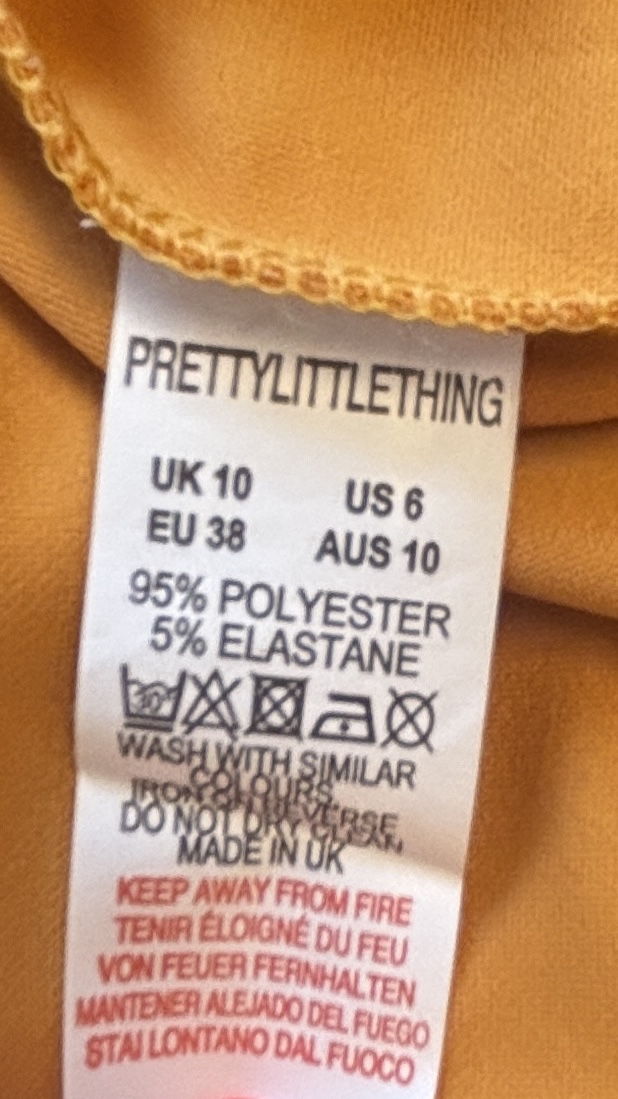 PRETTYLITTLETHING
UK 10 US 6
EU 38 AUS 10
95% POLYESTER
5% ELASTANE
30°
WASH WITH SIMILAR
COLOURS.
IRON ON REVERSE
DO NOT DRY CLEAN
MADE IN UK
KEEP AWAY FROM FIRE
TENIR ÉLOIGNÉ DU FEU
VON FEUER FERNHALTEN
MANTENER ALEJADO DEL FUEGO
STAI LONTANO DAL FUOCO